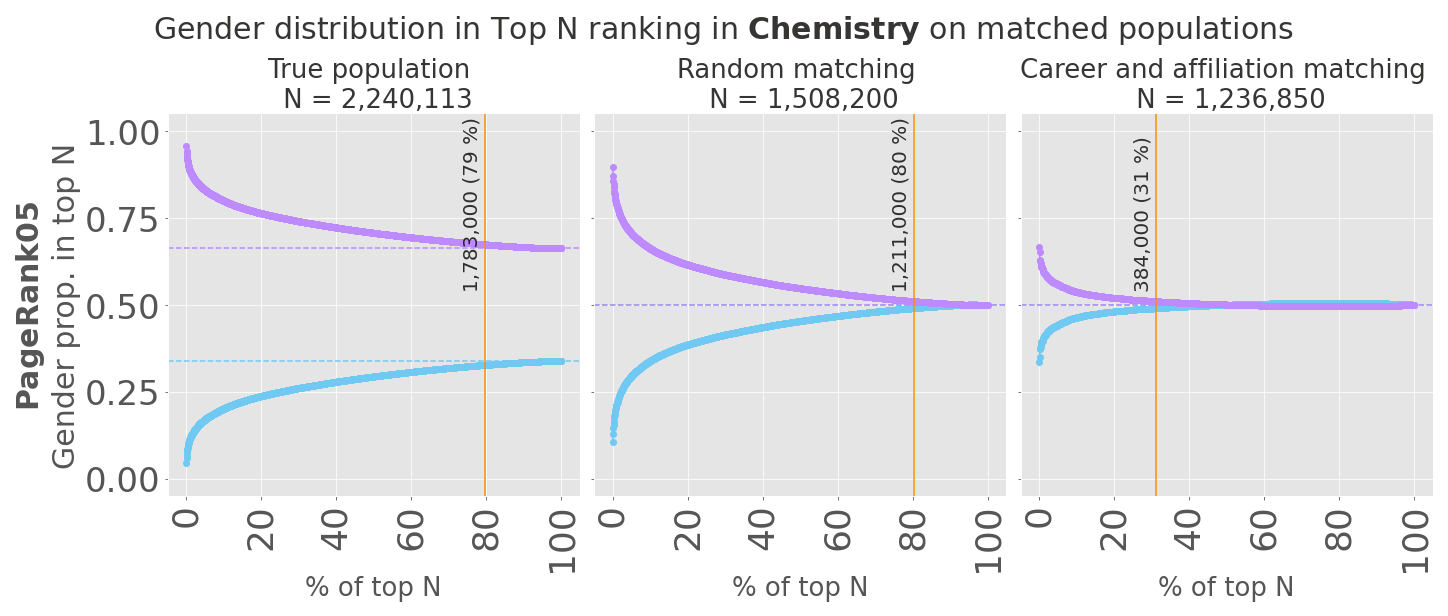 Gender distribution in Top N ranking in Chemistry on matched populations
True population
N = 2,240,113
Random matching
N = 1,508,200
Career and affiliation matching
N = 1,236,850
PageRank05
Gender prop. in top N
1.00
0.75
0.50
0.25
0.00
1,783,000 (79 %)
1,211,000 (80 %)
384,000 (31 %)
0 20 40 60 80 100
0 20 40 60 80 100
0 20 40 60 80 100
% of top N
% of top N
% of top N